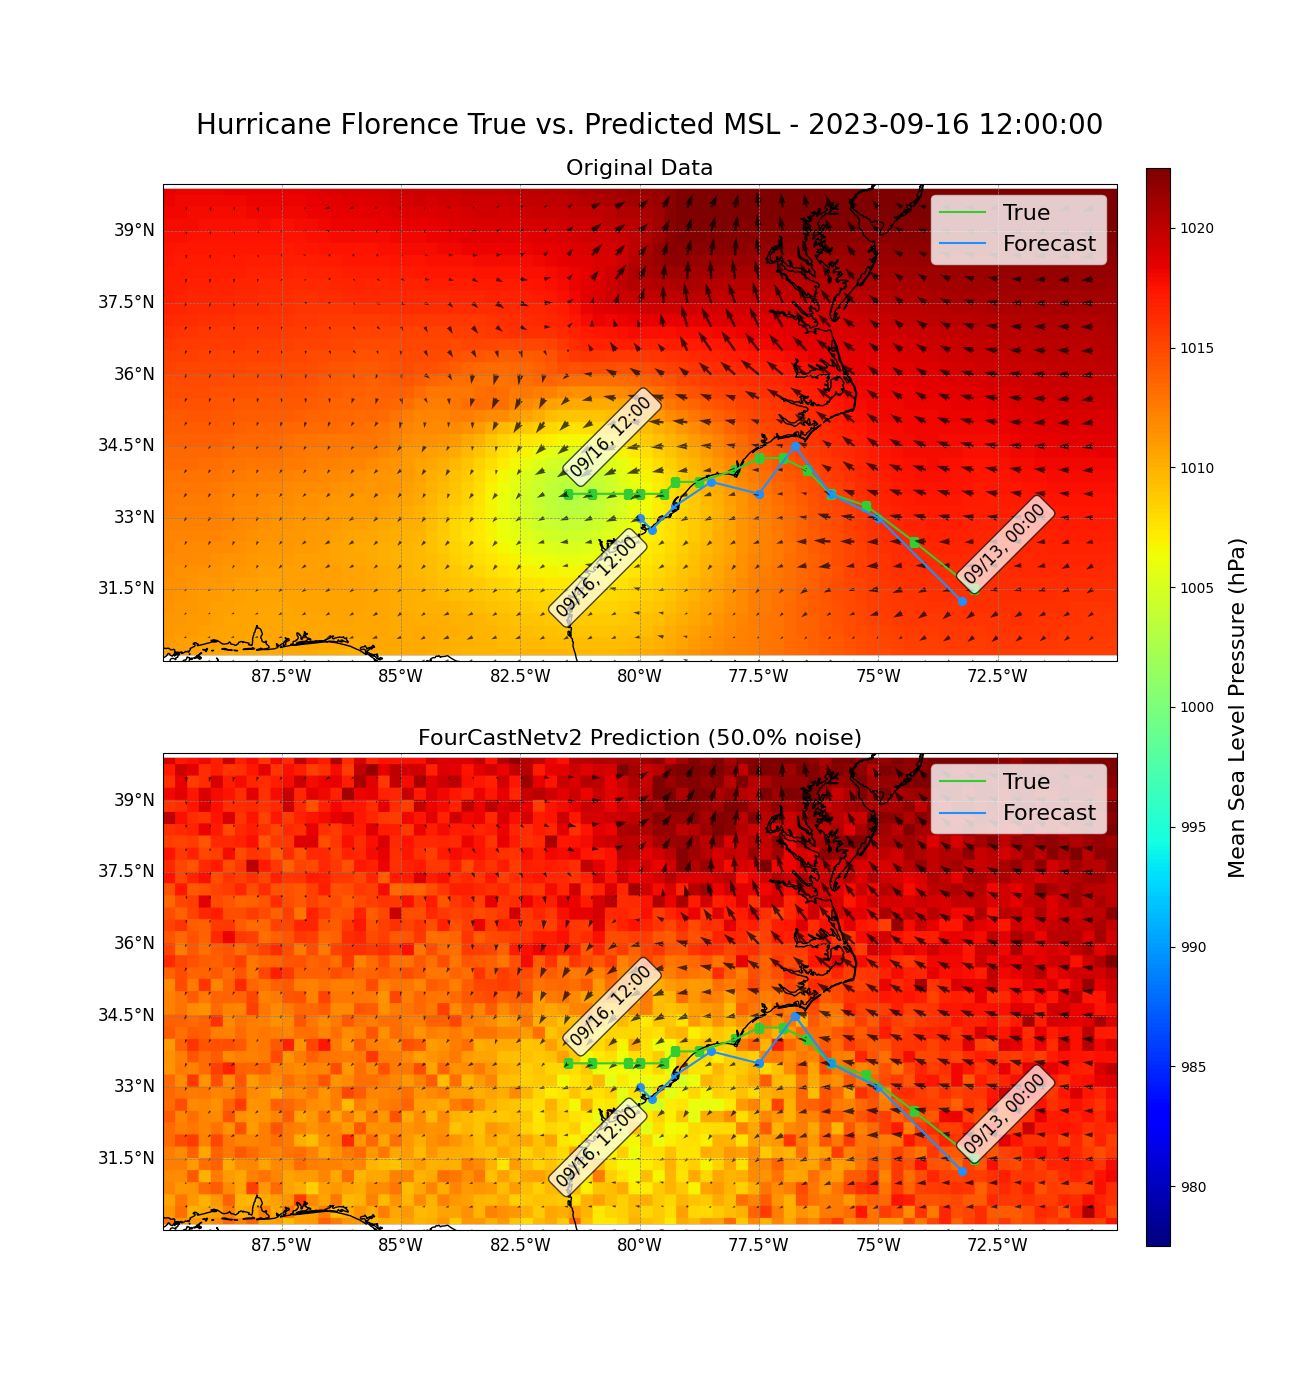 Hurricane Florence True vs. Predicted MSL - 2023-09-16 12:00:00
Original Data
True
Forecast
39°N
37.5°N
36°N
34.5°N
33°N
31.5°N
09/16, 12:00
09/16, 12:00
09/13, 00:00
87.5°W 85°W 82.5°W 80°W 77.5°W 75°W 72.5°W
FourCastNetv2 Prediction (50.0% noise)
True
Forecast
39°N
37.5°N
36°N
34.5°N
33°N
31.5°N
09/16, 12:00
09/16, 12:00
09/13, 00:00
87.5°W 85°W 82.5°W 80°W 77.5°W 75°W 72.5°W
1020
1015
1010
1005
1000
995
990
985
980
Mean Sea Level Pressure (hPa)